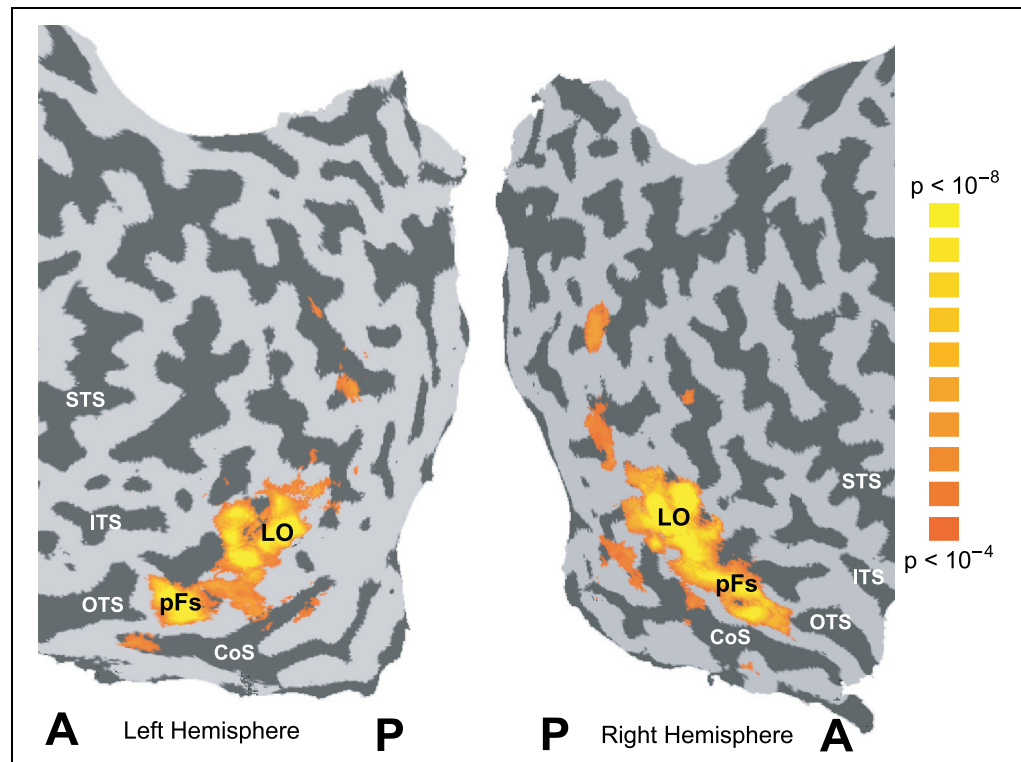 p < 10⁻⁸
STS
STS
ITS
LO
LO
p < 10⁻⁴
ITS
OTS
pFs
pFs
OTS
CoS
CoS
A Left Hemisphere P
P Right Hemisphere A